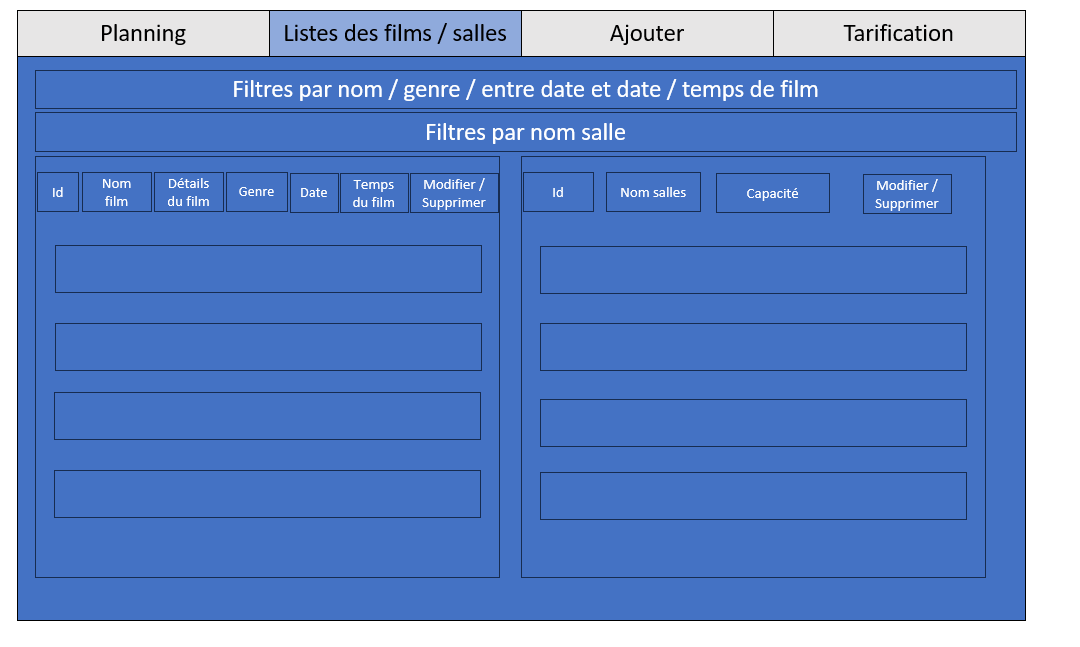 Planning
Listes des films / salles
Ajouter
Tarification
Filtres par nom / genre / entre date et date / temps de film
Filtres par nom salle
Id
Nom
film
Détails
du film
Genre
Date
Temps
du film
Modifier /
Supprimer
Id
Nom salles
Capacité
Modifier /
Supprimer